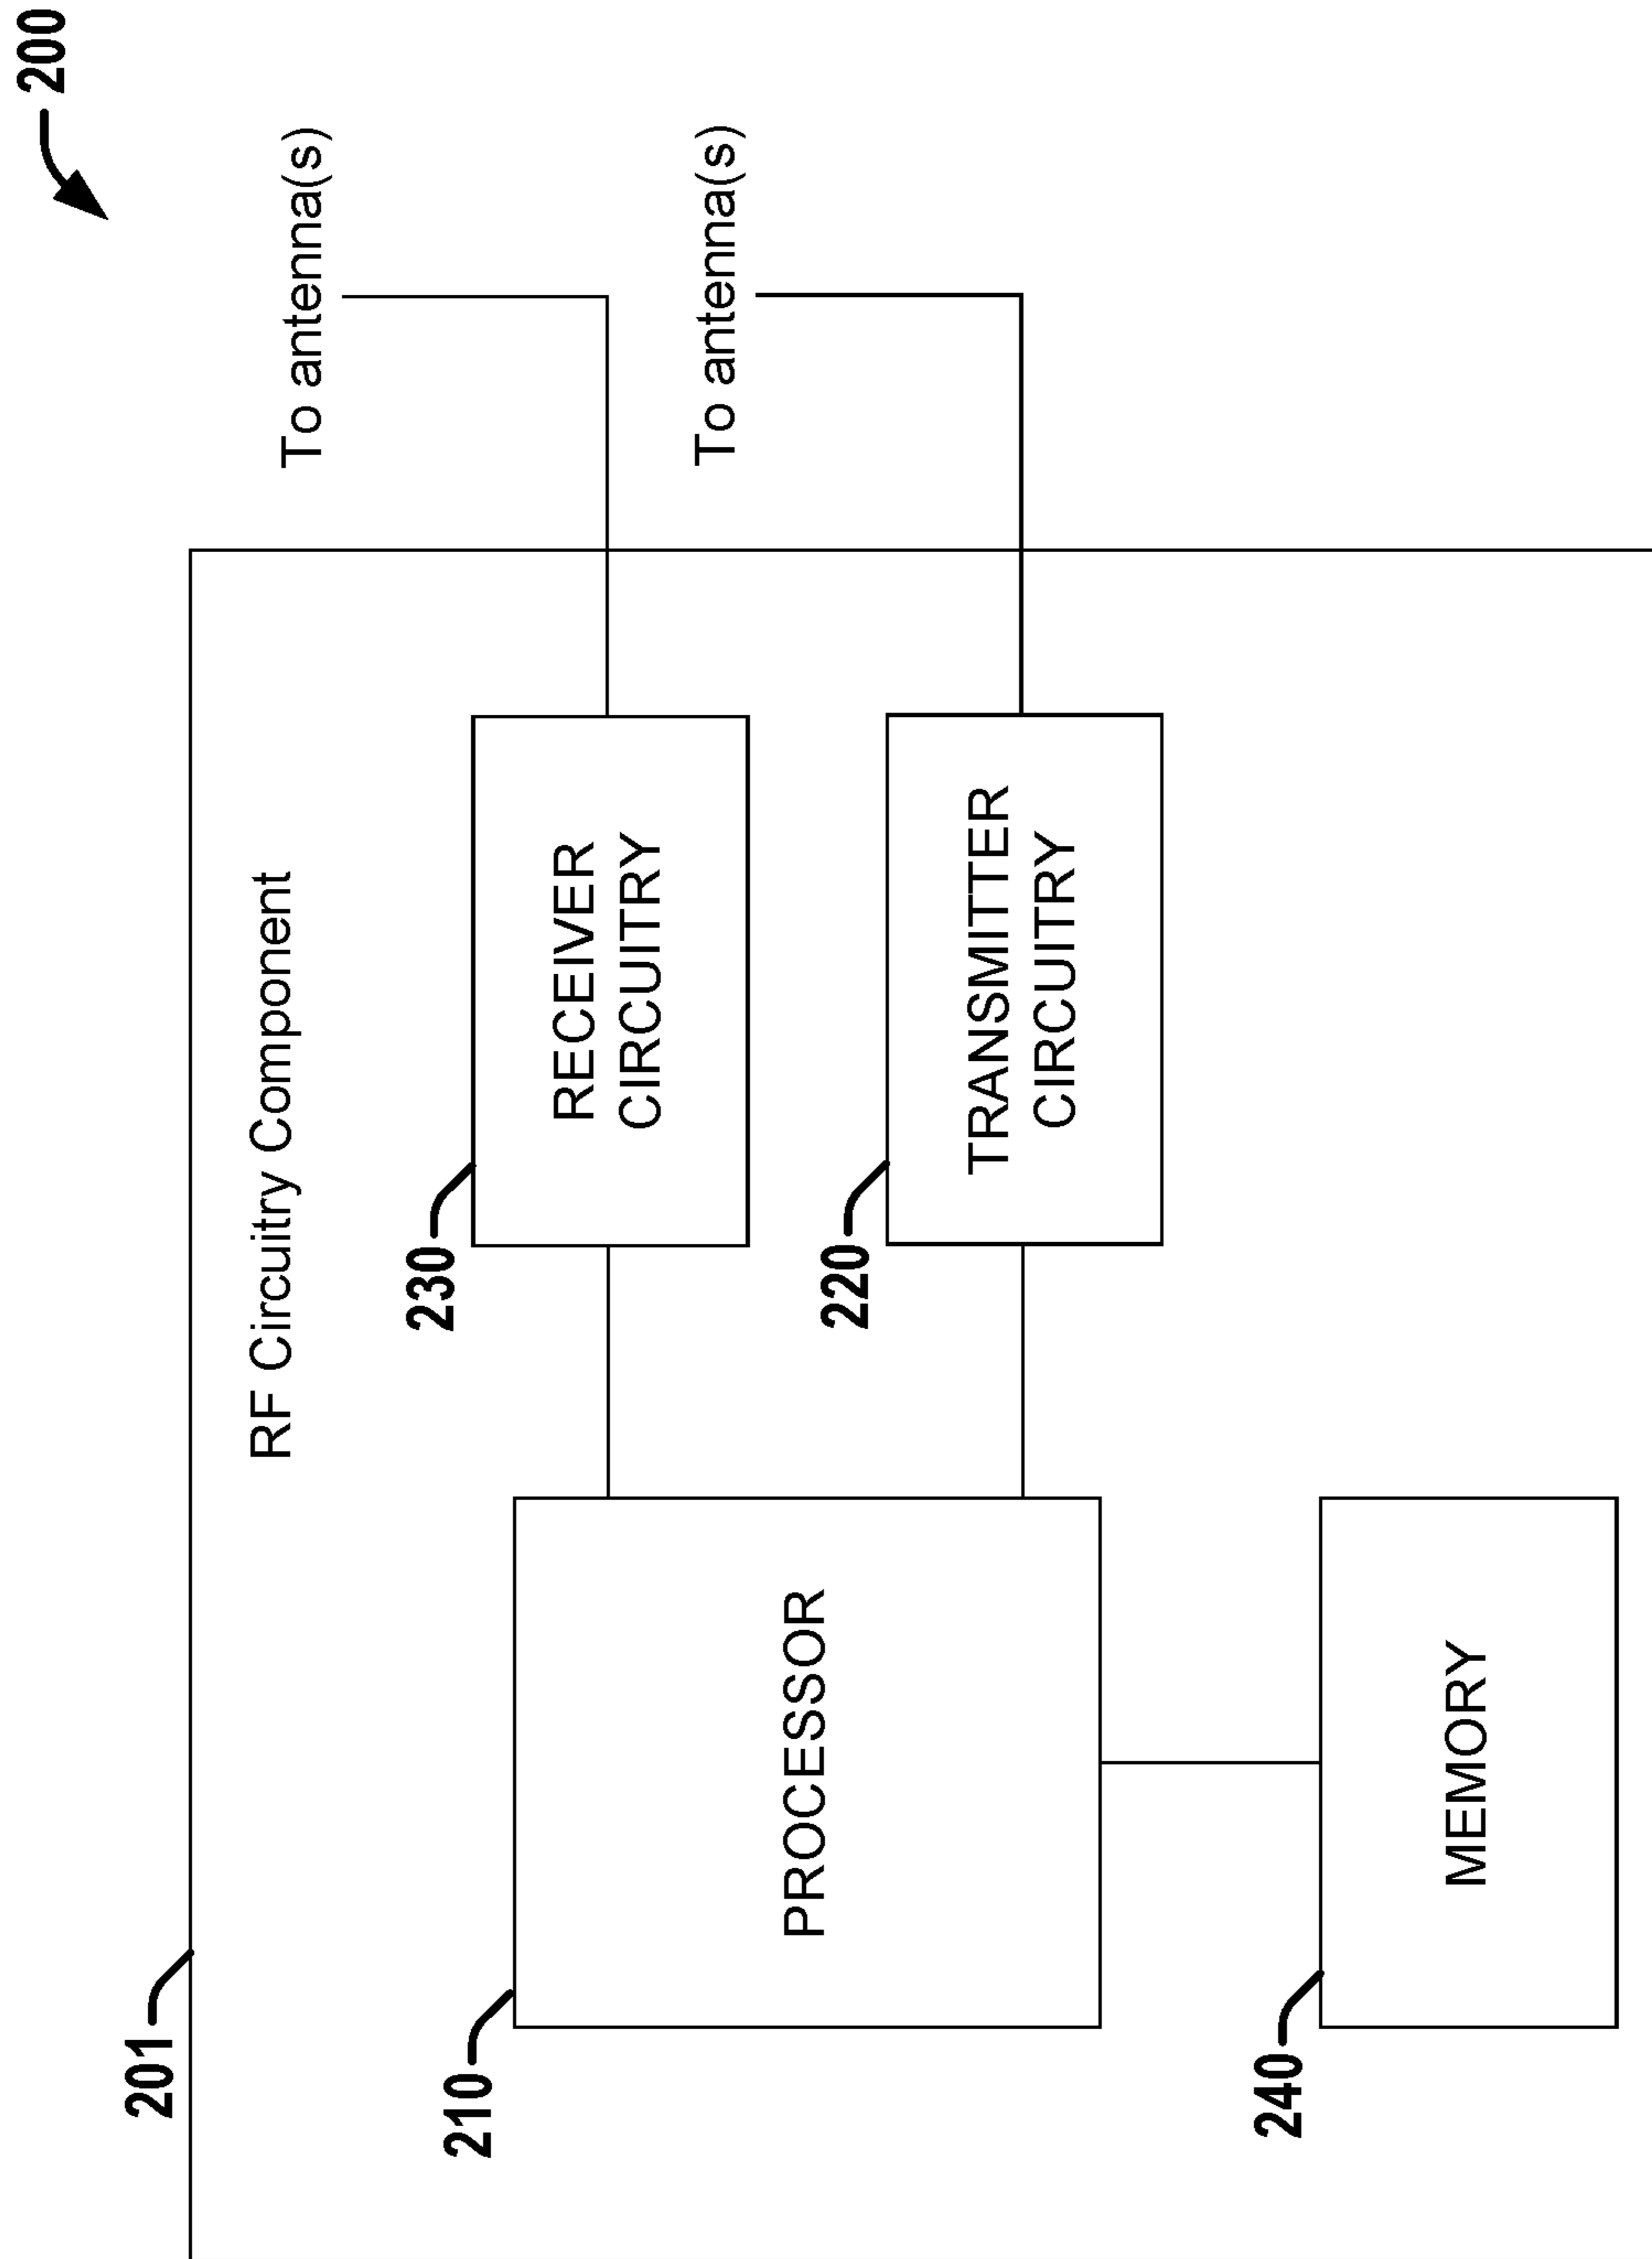 200
201
RF Circuitry Component
To antenna(s)
230
RECEIVER
CIRCUITRY
210
PROCESSOR
To antenna(s)
220
TRANSMITTER
CIRCUITRY
240
MEMORY